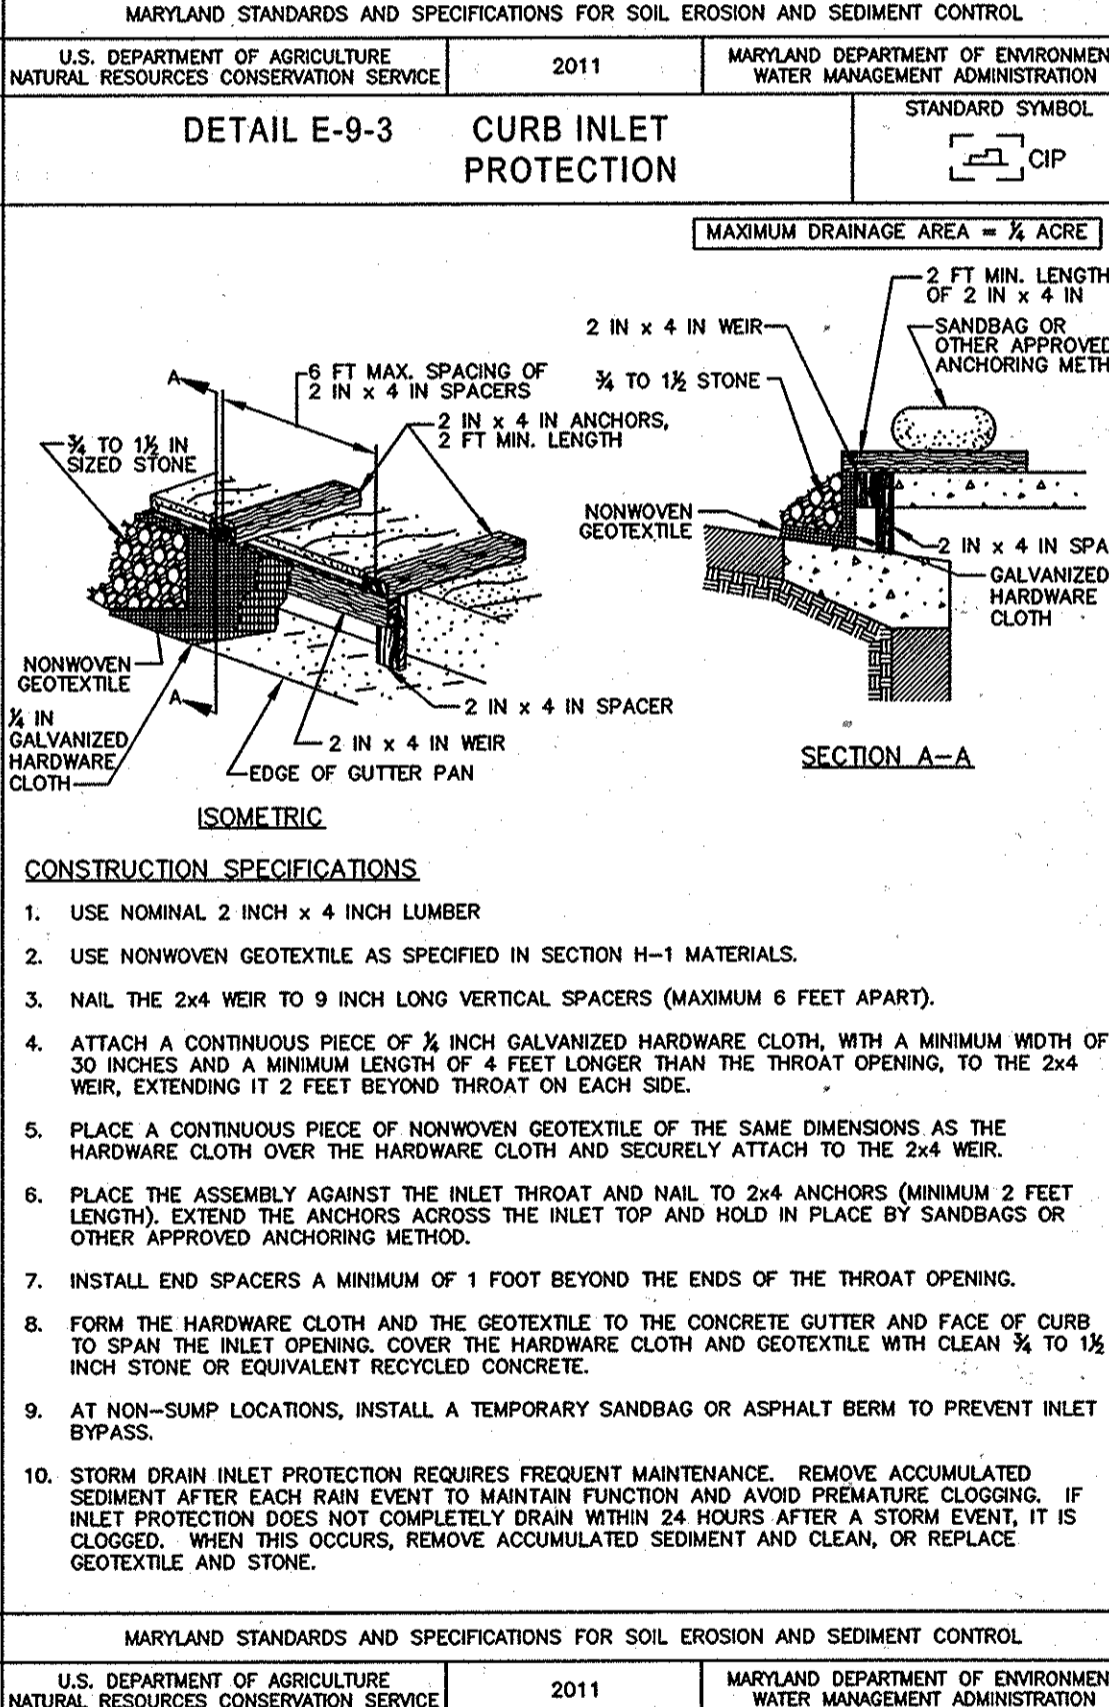 MARYLAND STANDARDS AND SPECIFICATIONS FOR SOIL EROSION AND SEDIMENT CONTROL
U.S. DEPARTMENT OF AGRICULTURE
NATURAL RESOURCES CONSERVATION SERVICE
2011
MARYLAND DEPARTMENT OF ENVIRONMEN
WATER MANAGEMENT ADMINISTRATION
DETAIL E-9-3 CURB INLET
PROTECTION
STANDARD SYMBOL
CIP
MAXIMUM DRAINAGE AREA = ¼ ACRE
6 FT MAX. SPACING OF
2 IN x 4 IN SPACERS
2 IN x 4 IN ANCHORS,
2 FT MIN. LENGTH
A
¾ TO 1½ IN
SIZED STONE
NONWOVEN
GEOTEXTILE
A
¼ IN
GALVANIZED
HARDWARE
CLOTH
2 IN x 4 IN SPACER
2 IN x 4 IN WEIR
EDGE OF GUTTER PAN
ISOMETRIC
2 FT MIN. LENGTH
OF 2 IN x 4 IN
2 IN x 4 IN WEIR
SANDBAG OR
OTHER APPROVED
ANCHORING METH
¾ TO 1½ STONE
NONWOVEN
GEOTEXTILE
2 IN x 4 IN SPA
GALVANIZED
HARDWARE
CLOTH
SECTION A-A
CONSTRUCTION SPECIFICATIONS
1. USE NOMINAL 2 INCH x 4 INCH LUMBER
2. USE NONWOVEN GEOTEXTILE AS SPECIFIED IN SECTION H-1 MATERIALS.
3. NAIL THE 2x4 WEIR TO 9 INCH LONG VERTICAL SPACERS (MAXIMUM 6 FEET APART).
4. ATTACH A CONTINUOUS PIECE OF ¼ INCH GALVANIZED HARDWARE CLOTH, WITH A MINIMUM WIDTH OF
30 INCHES AND A MINIMUM LENGTH OF 4 FEET LONGER THAN THE THROAT OPENING, TO THE 2x4
WEIR, EXTENDING IT 2 FEET BEYOND THROAT ON EACH SIDE.
5. PLACE A CONTINUOUS PIECE OF NONWOVEN GEOTEXTILE OF THE SAME DIMENSIONS AS THE
HARDWARE CLOTH OVER THE HARDWARE CLOTH AND SECURELY ATTACH TO THE 2x4 WEIR.
6. PLACE THE ASSEMBLY AGAINST THE INLET THROAT AND NAIL TO 2x4 ANCHORS (MINIMUM 2 FEET
LENGTH). EXTEND THE ANCHORS ACROSS THE INLET TOP AND HOLD IN PLACE BY SANDBAGS OR
OTHER APPROVED ANCHORING METHOD.
7. INSTALL END SPACERS A MINIMUM OF 1 FOOT BEYOND THE ENDS OF THE THROAT OPENING.
8. FORM THE HARDWARE CLOTH AND THE GEOTEXTILE TO THE CONCRETE GUTTER AND FACE OF CURB
TO SPAN THE INLET OPENING. COVER THE HARDWARE CLOTH AND GEOTEXTILE WITH CLEAN ¾ TO 1½
INCH STONE OR EQUIVALENT RECYCLED CONCRETE.
9. AT NON-SUMP LOCATIONS, INSTALL A TEMPORARY SANDBAG OR ASPHALT BERM TO PREVENT INLET
BYPASS.
10. STORM DRAIN INLET PROTECTION REQUIRES FREQUENT MAINTENANCE. REMOVE ACCUMULATED
SEDIMENT AFTER EACH RAIN EVENT TO MAINTAIN FUNCTION AND AVOID PREMATURE CLOGGING. IF
INLET PROTECTION DOES NOT COMPLETELY DRAIN WITHIN 24 HOURS AFTER A STORM EVENT, IT IS
CLOGGED. WHEN THIS OCCURS, REMOVE ACCUMULATED SEDIMENT AND CLEAN, OR REPLACE
GEOTEXTILE AND STONE.
MARYLAND STANDARDS AND SPECIFICATIONS FOR SOIL EROSION AND SEDIMENT CONTROL
U.S. DEPARTMENT OF AGRICULTURE
NATURAL RESOURCES CONSERVATION SERVICE
2011
MARYLAND DEPARTMENT OF ENVIRONMEN
WATER MANAGEMENT ADMINISTRATION